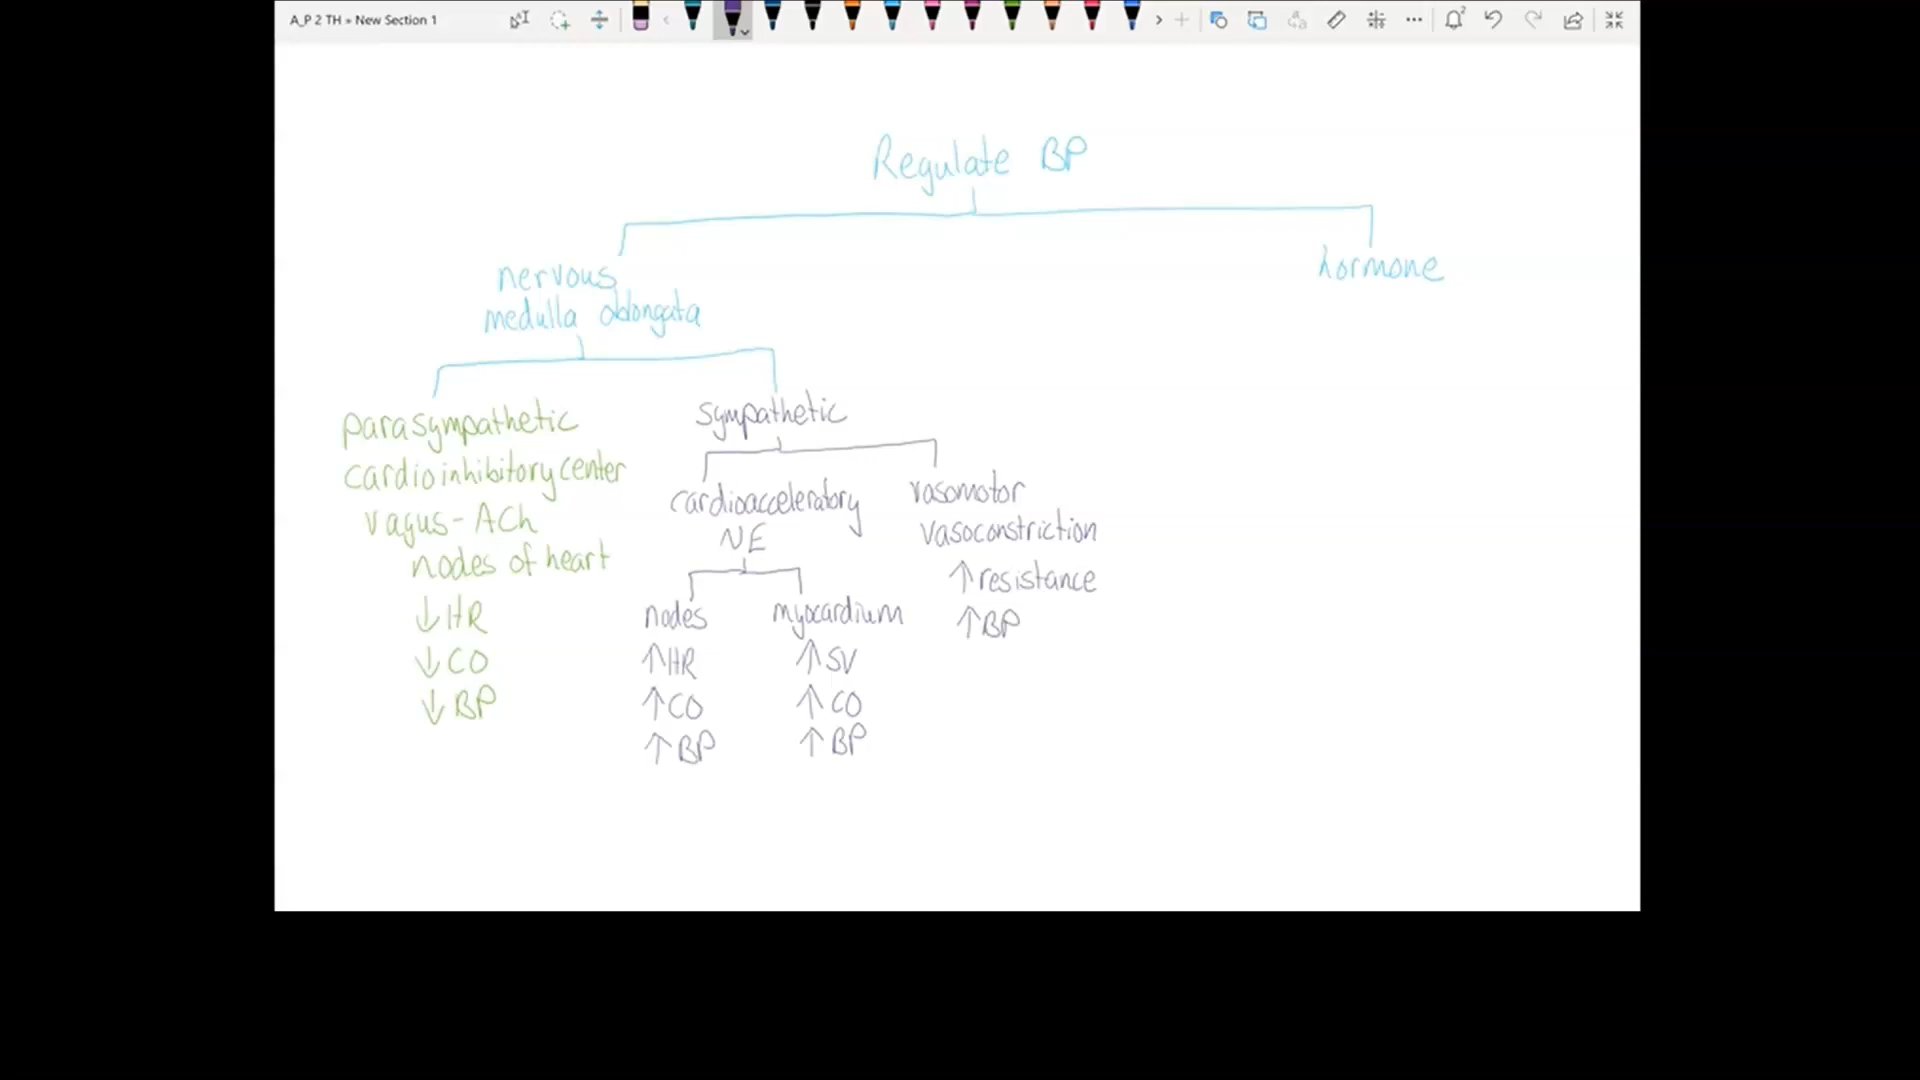 A_P 2 TH » New Section 1
Regulate BP
nervous
medulla oblongata
hormone
parasympathetic
cardioinhibitory center
vagus - ACh
nodes of heart
↓ HR
↓ CO
↓ BP
sympathetic
cardioacceleratory
NE
nodes
↑ HR
↑ CO
↑ BP
myocardium
↑ SV
↑ CO
↑ BP
vasomotor
vasoconstriction
↑ resistance
↑ BP